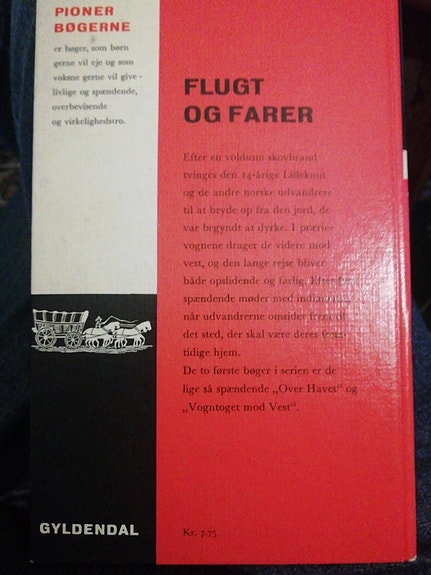 PIONER
BØGERNE
er bøger, som børn
gerne vil eje og som
voksne gerne vil give -
livlige og spændende,
overbevisende
og virkelighedstro.
FLUGT
OG FARER
Efter en voldsom skovbrand
tvinges den 14-årige Lilleknut
og de andre norske udvandrere
til at bryde op fra den jord, de
var begyndt at dyrke. I prærie-
vognene drager de videre mod
vest, og den lange rejse bliver
både opslidende og farlig. Efter
spændende møder med indianerne
når udvandrerne omsider frem til
det sted, der skal være deres frem-
tidige hjem.
De to første bøger i serien er de
lige så spændende „Over Havet“ og
„Vogntoget mod Vest“.
GYLDENDAL
Kr. 7.75